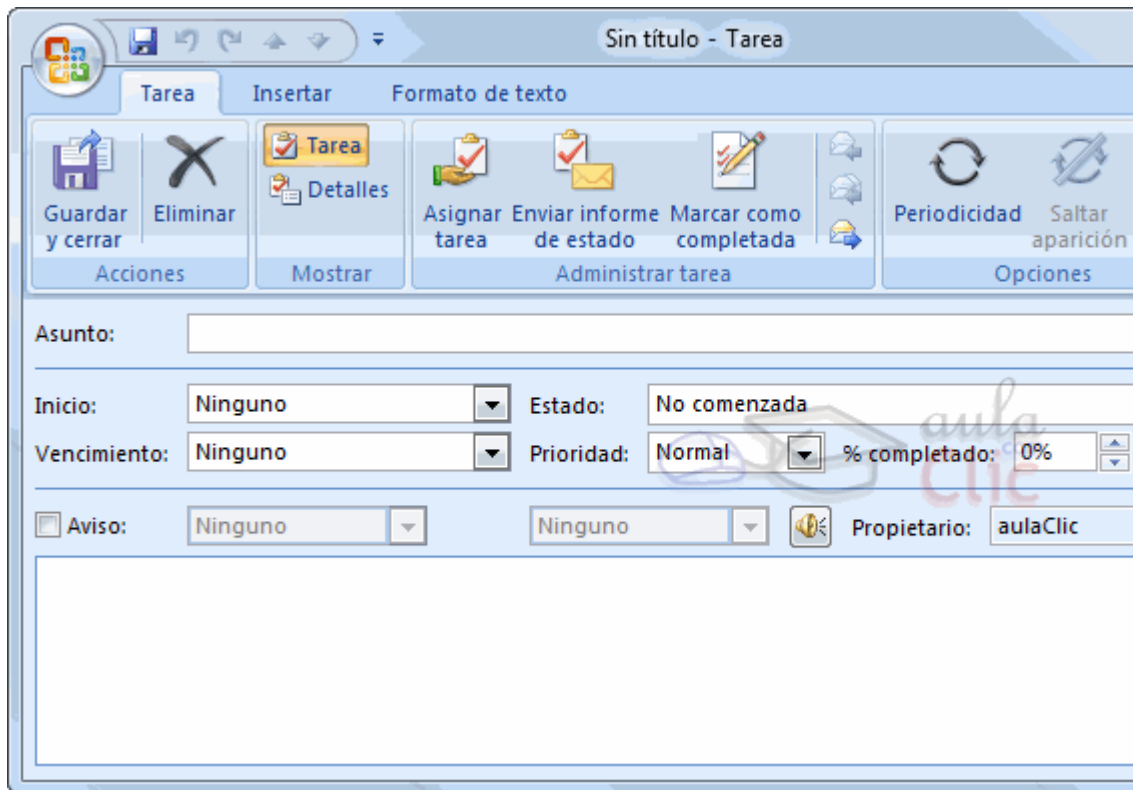 Sin título - Tarea
Tarea Insertar Formato de texto
Guardar y cerrar
Eliminar
Tarea
Detalles
Asignar tarea
Enviar informe de estado
Marcar como completada
Periodicidad
Saltar aparición
Acciones Mostrar Administrar tarea Opciones
Asunto:
Inicio: Ninguno Estado: No comenzada
Vencimiento: Ninguno Prioridad: Normal % completado: 0%
aula
Clic
Aviso: Ninguno Ninguno Propietario: aulaClic